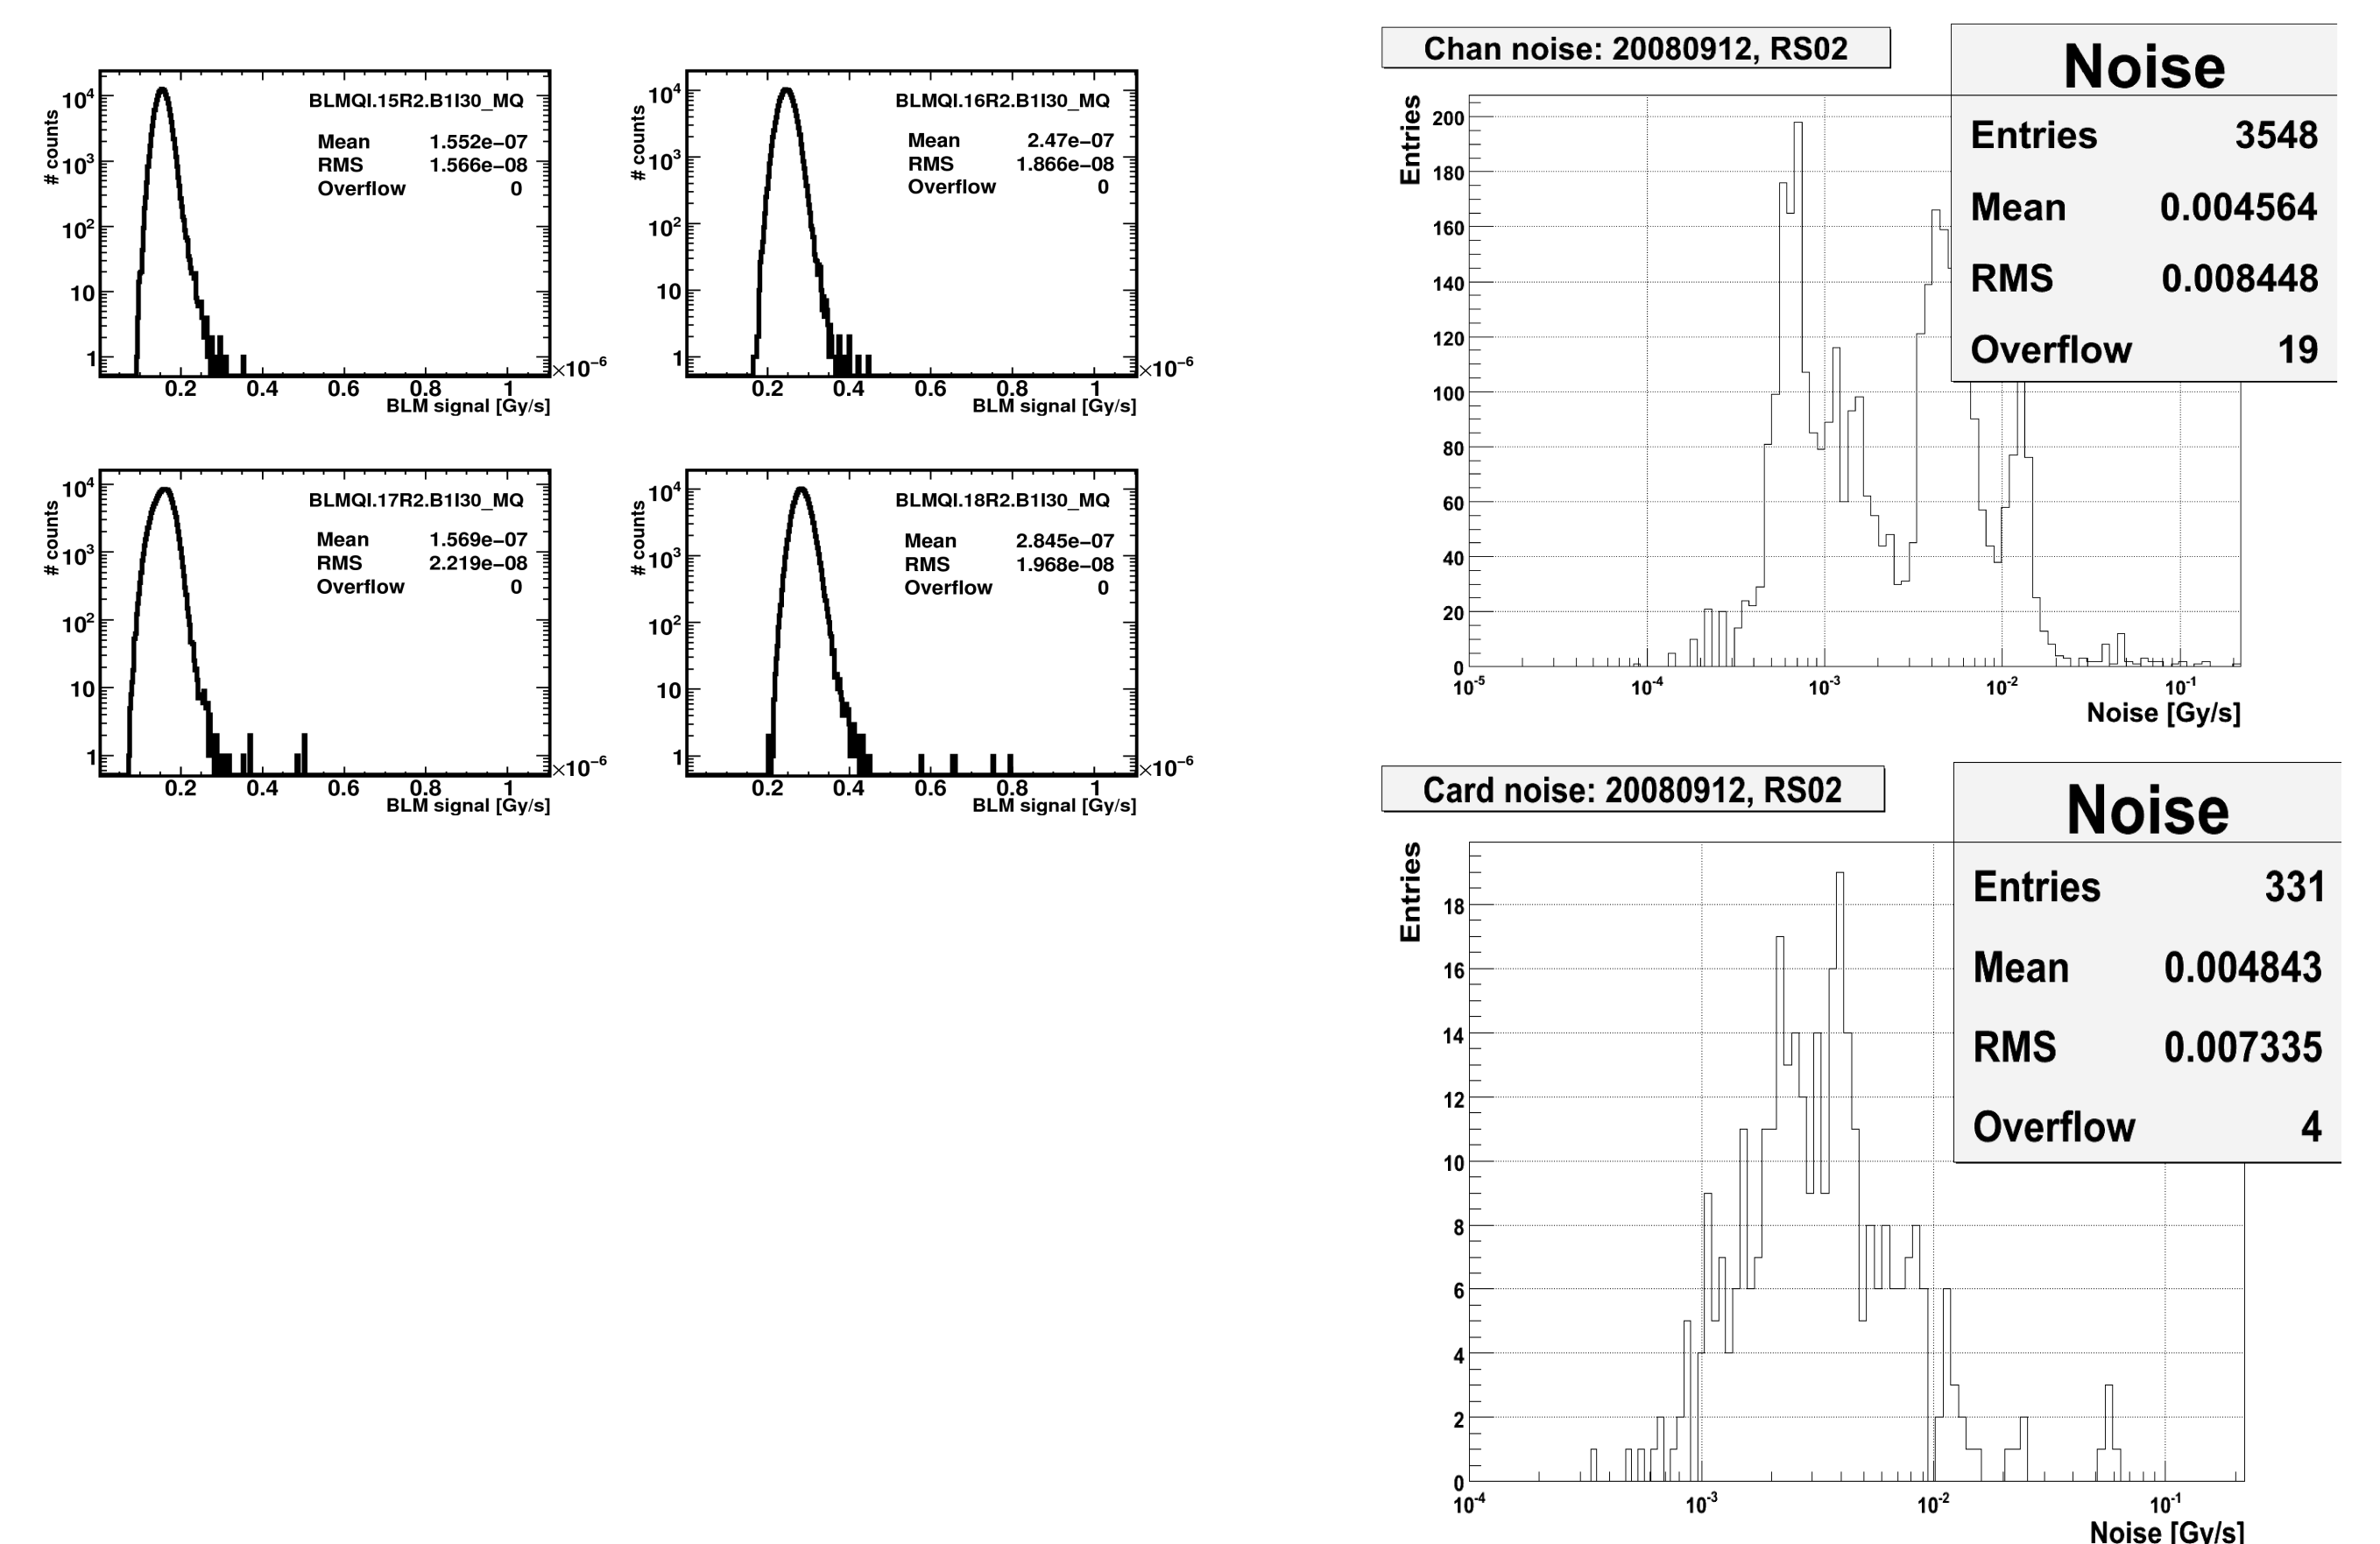 BLMQI.15R2.B1I30_MQ
Mean 1.552e−07
RMS 1.566e−08
Overflow 0
# counts
10⁴
10³
10²
10
1
0.2 0.4 0.6 0.8 1
×10⁻⁶
BLM signal [Gy/s]
BLMQI.16R2.B1I30_MQ
Mean 2.47e−07
RMS 1.866e−08
Overflow 0
# counts
10⁴
10³
10²
10
1
0.2 0.4 0.6 0.8 1
×10⁻⁶
BLM signal [Gy/s]
BLMQI.17R2.B1I30_MQ
Mean 1.569e−07
RMS 2.219e−08
Overflow 0
# counts
10⁴
10³
10²
10
1
0.2 0.4 0.6 0.8 1
×10⁻⁶
BLM signal [Gy/s]
BLMQI.18R2.B1I30_MQ
Mean 2.845e−07
RMS 1.968e−08
Overflow 0
# counts
10⁴
10³
10²
10
1
0.2 0.4 0.6 0.8 1
×10⁻⁶
BLM signal [Gy/s]
Chan noise: 20080912, RS02
Noise
Entries 3548
Mean 0.004564
RMS 0.008448
Overflow 19
Entries
200
180
160
140
120
100
80
60
40
20
0
10⁻⁵ 10⁻⁴ 10⁻³ 10⁻² 10⁻¹
Noise [Gy/s]
Card noise: 20080912, RS02
Noise
Entries 331
Mean 0.004843
RMS 0.007335
Overflow 4
Entries
18
16
14
12
10
8
6
4
2
0
10⁻⁴ 10⁻³ 10⁻² 10⁻¹
Noise [Gy/s]